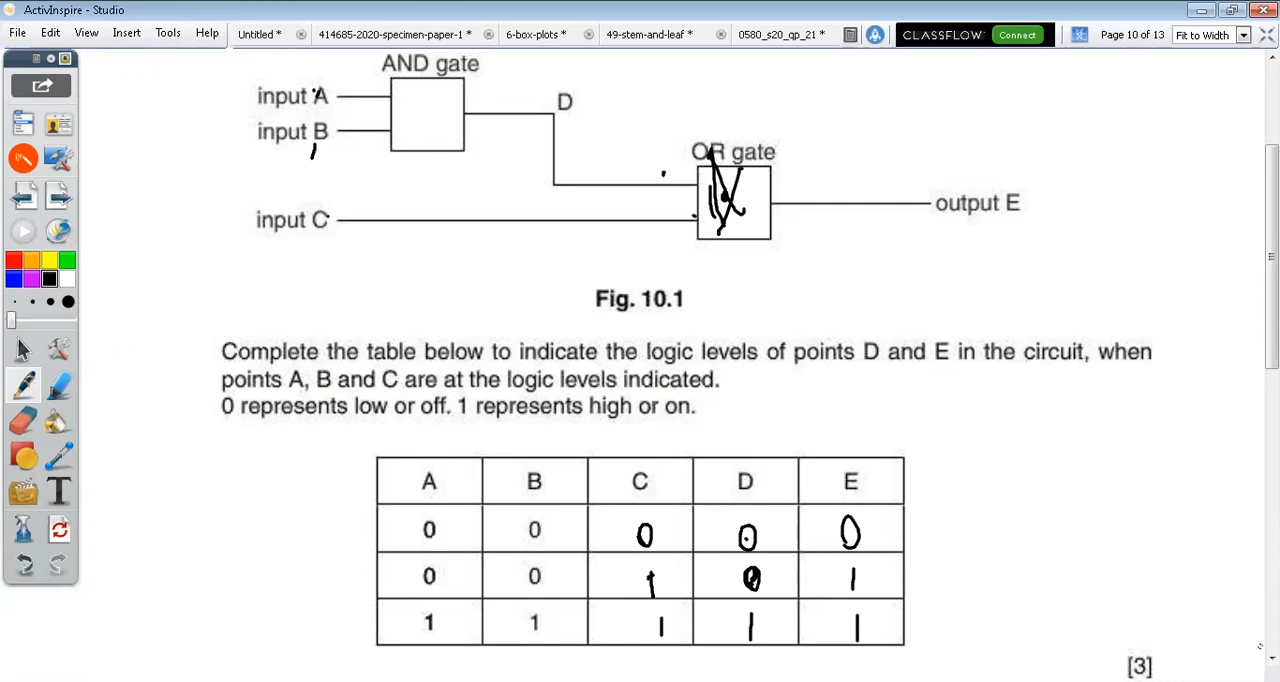 ActivInspire - Studio
File Edit View Insert Tools Help Untitled * 414685-2020-specimen-paper-1 * 6-box-plots * 49-stem-and-leaf * 0580_s20_qp_21 * CLASSFLOW Connect Page 10 of 13 Fit to Width
AND gate
input A
D
input B
OR gate
input C
output E
Fig. 10.1
Complete the table below to indicate the logic levels of points D and E in the circuit, when
points A, B and C are at the logic levels indicated.
0 represents low or off. 1 represents high or on.
A B C D E
0 0 0 0 0
0 0 1 0 1
1 1 1 1 1
[3]